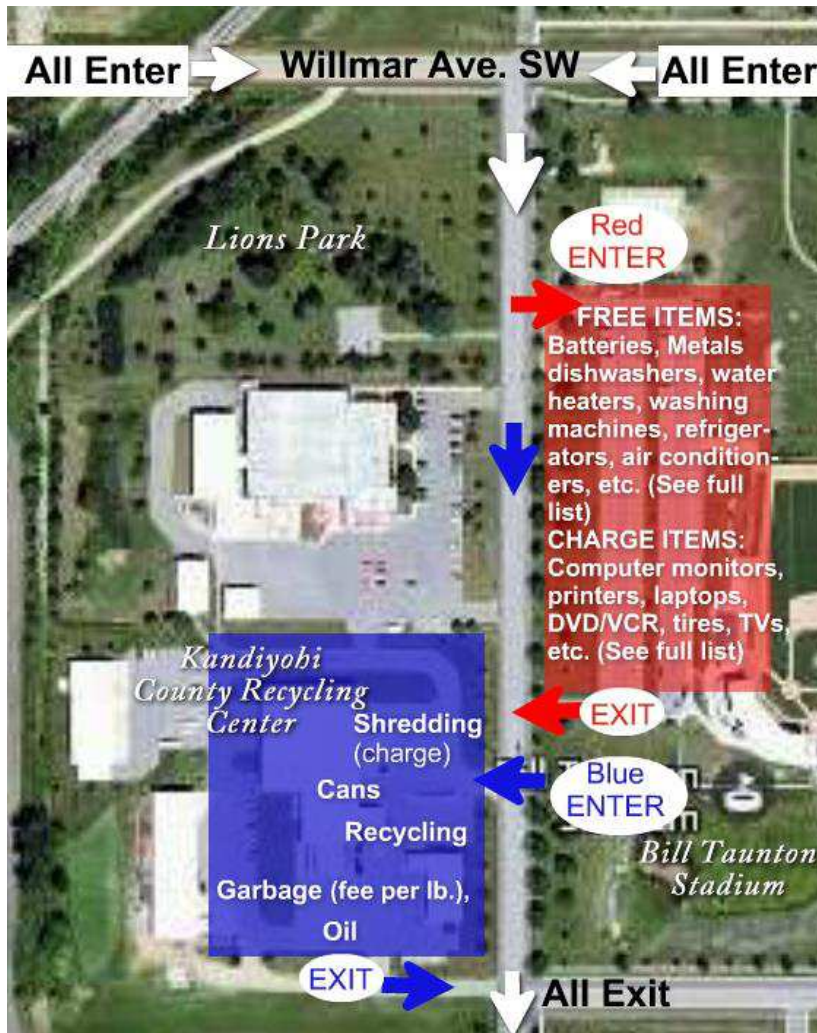 All Enter
Willmar Ave. SW
All Enter
Red
ENTER
Lions Park
FREE ITEMS:
Batteries, Metals
dishwashers, water
heaters, washing
machines, refriger-
ators, air condition-
ers, etc. (See full
list)
CHARGE ITEMS:
Computer monitors,
printers, laptops,
DVD/VCR, tires, TVs,
etc. (See full list)
Kandiyohi
County Recycling
Center
EXIT
Shredding
(charge)
Blue
ENTER
Cans
Recycling
Bill Taunton
Stadium
Garbage (fee per lb.),
Oil
EXIT
All Exit